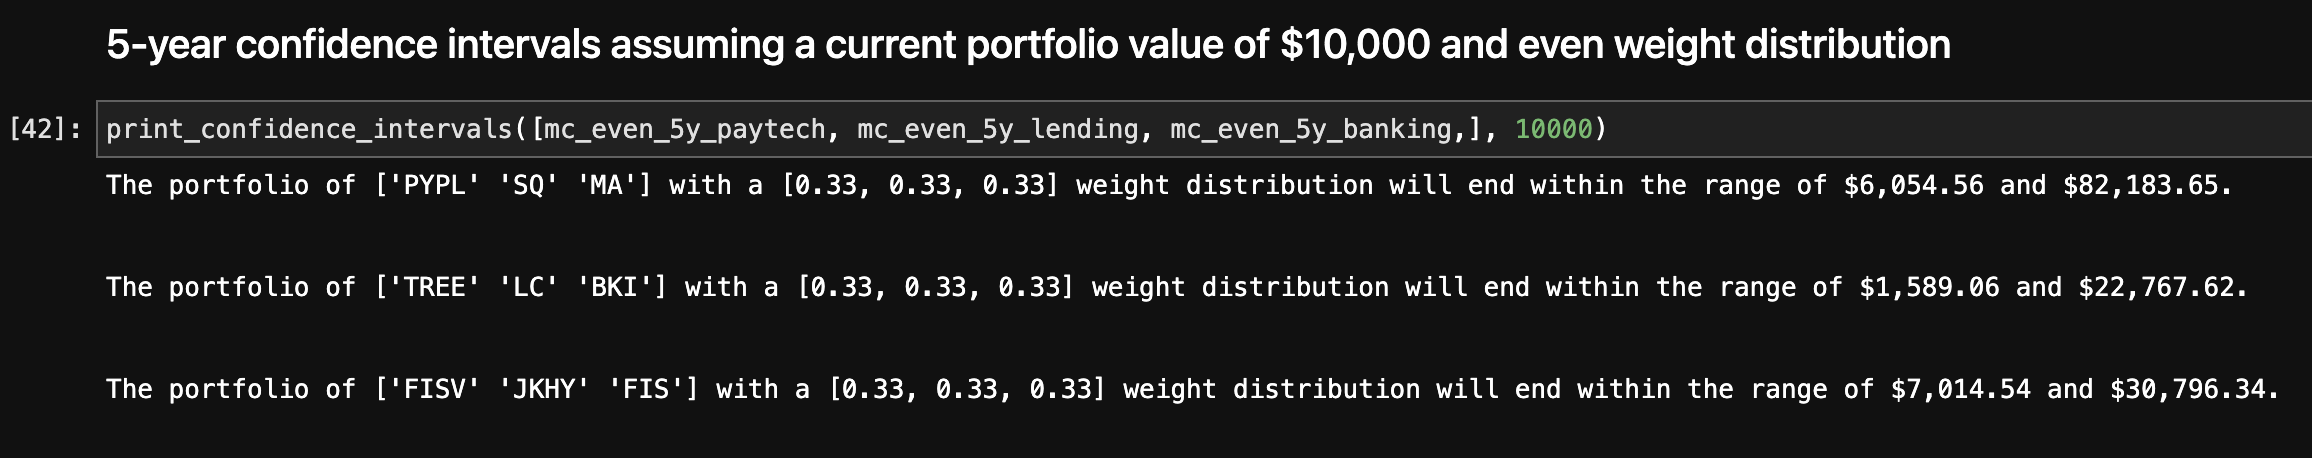 5-year confidence intervals assuming a current portfolio value of $10,000 and even weight distribution
[42]: print_confidence_intervals([mc_even_5y_paytech, mc_even_5y_lending, mc_even_5y_banking,], 10000)
The portfolio of ['PYPL' 'SQ' 'MA'] with a [0.33, 0.33, 0.33] weight distribution will end within the range of $6,054.56 and $82,183.65.
The portfolio of ['TREE' 'LC' 'BKI'] with a [0.33, 0.33, 0.33] weight distribution will end within the range of $1,589.06 and $22,767.62.
The portfolio of ['FISV' 'JKHY' 'FIS'] with a [0.33, 0.33, 0.33] weight distribution will end within the range of $7,014.54 and $30,796.34.